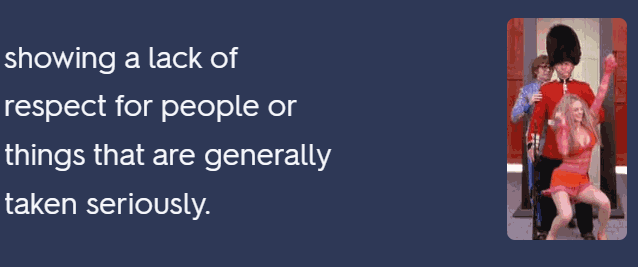 showing a lack of
respect for people or
things that are generally
taken seriously.